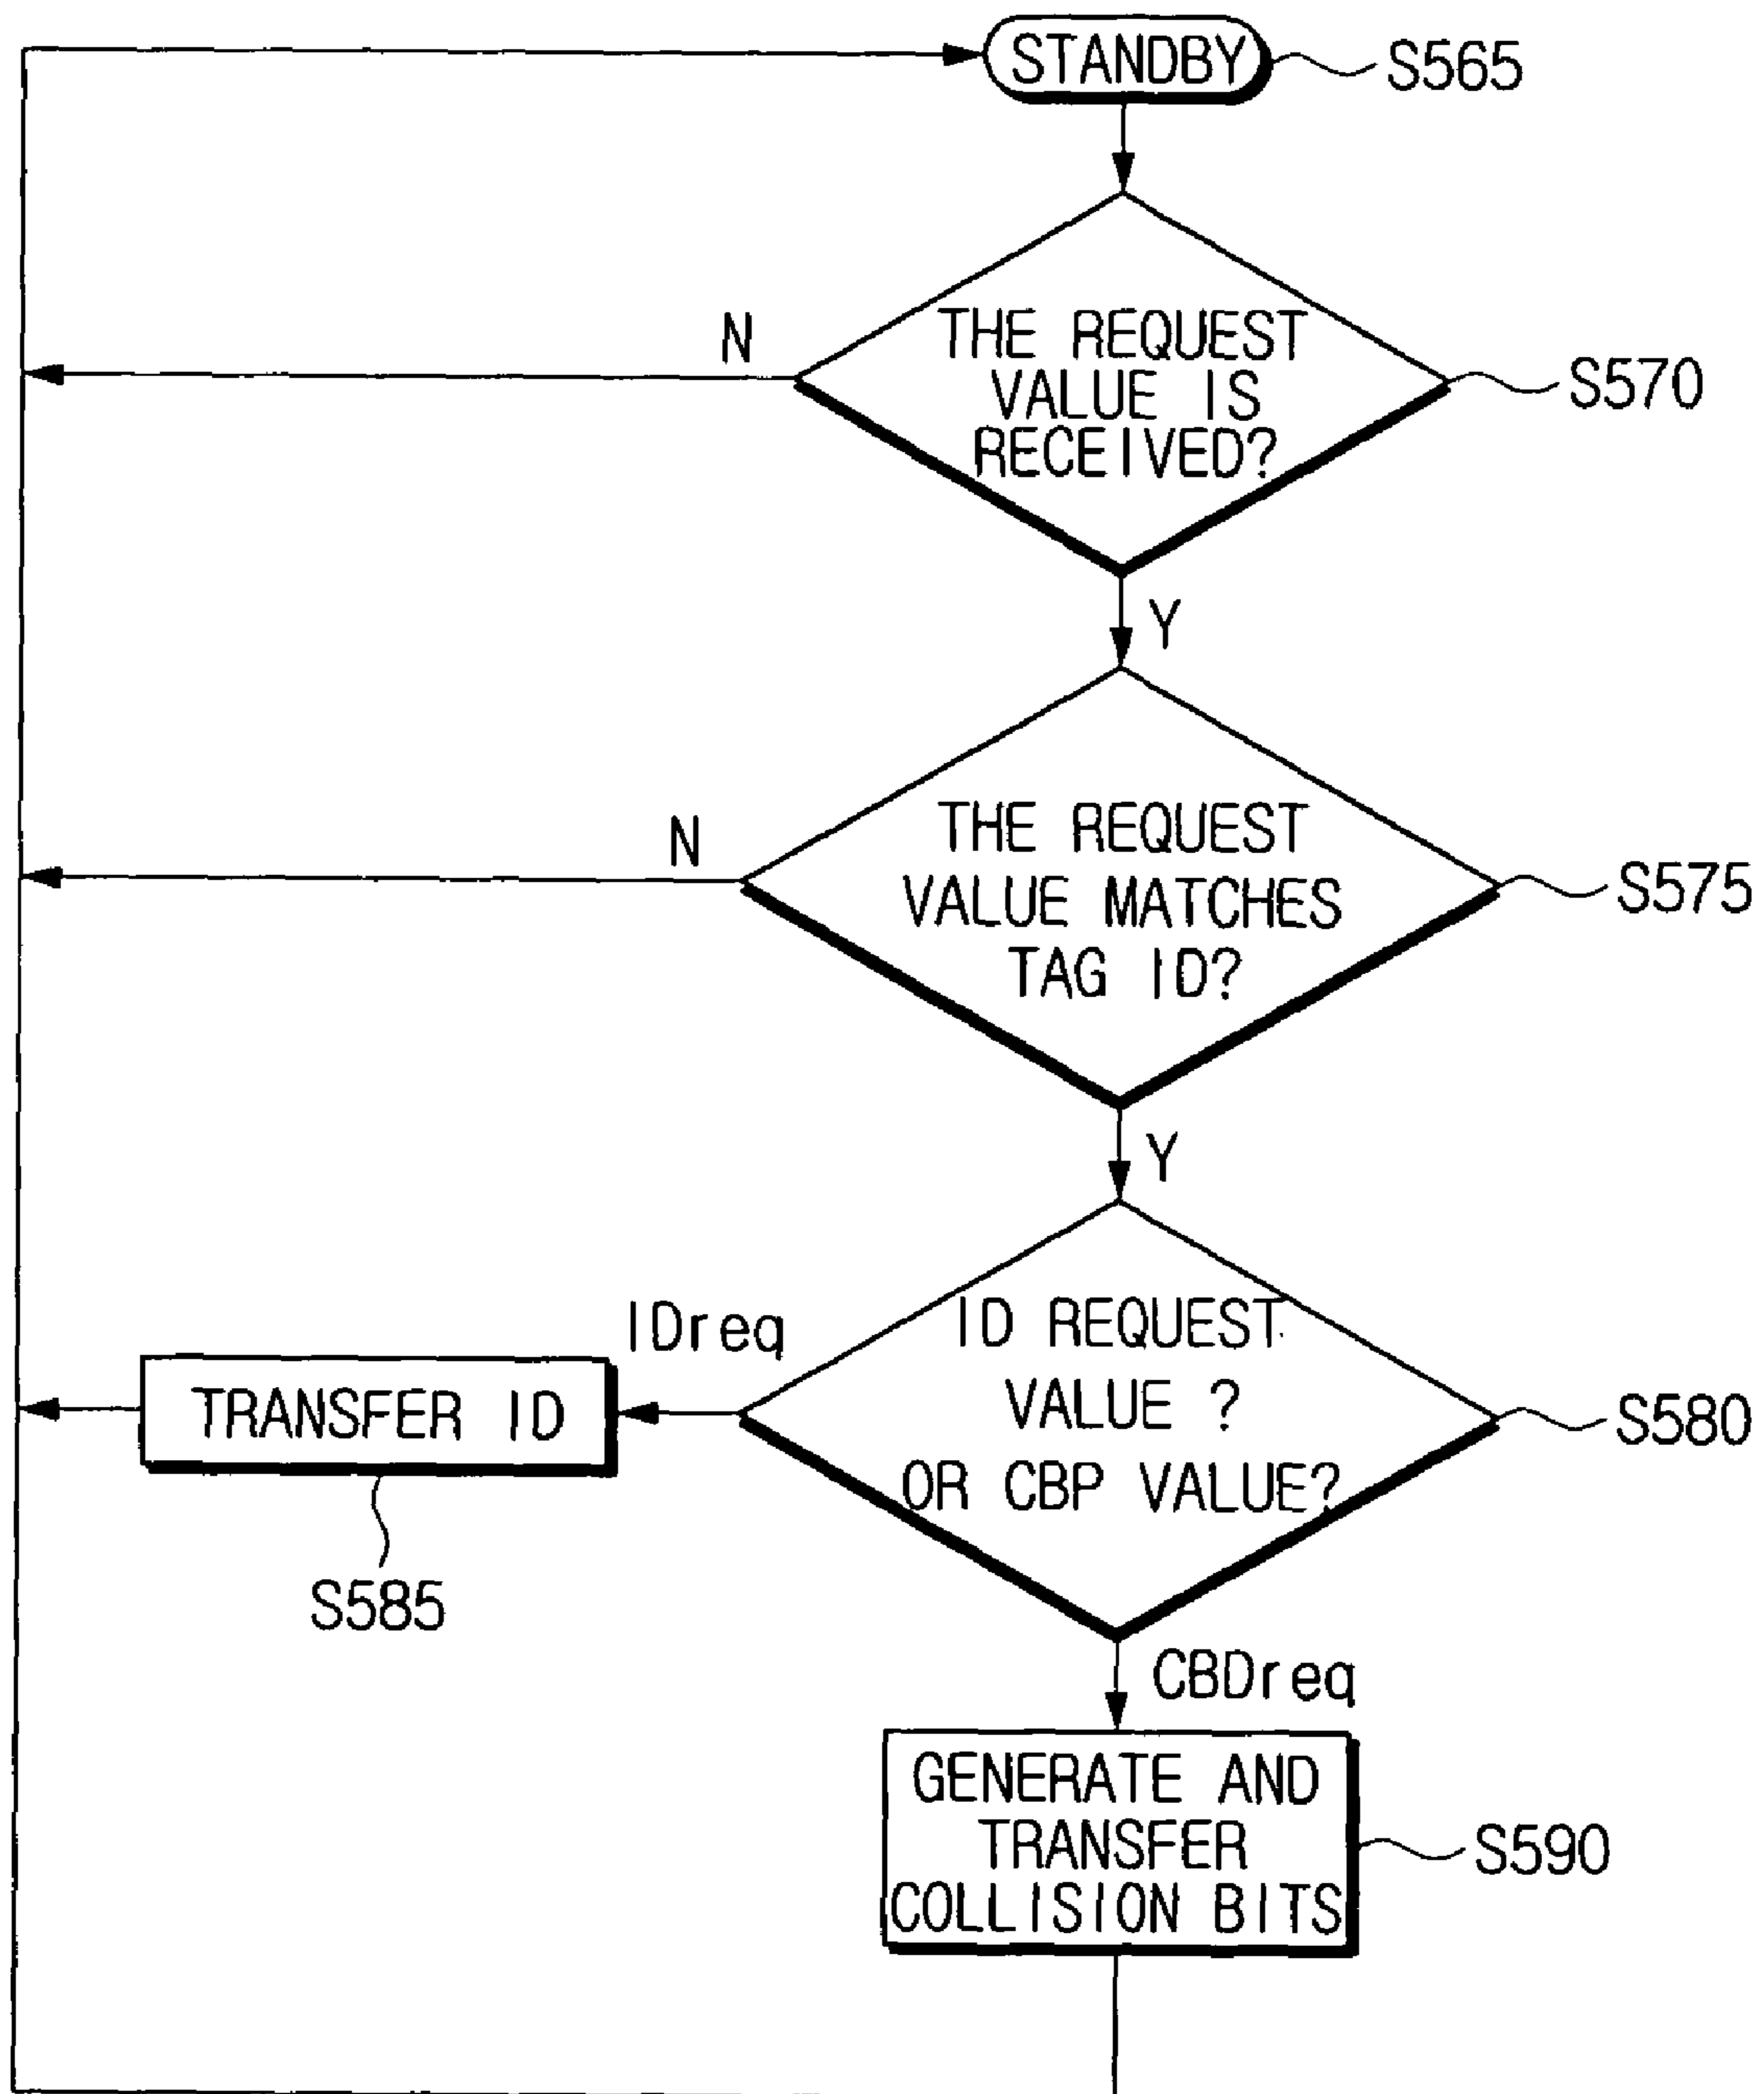 STANDBY
S565
N
THE REQUEST
VALUE IS
RECEIVED?
S570
Y
N
THE REQUEST
VALUE MATCHES
TAG ID?
S575
Y
IDreq
ID REQUEST
VALUE ?
OR CBP VALUE?
S580
TRANSFER ID
S585
CBDreq
GENERATE AND
TRANSFER
COLLISION BITS
S590